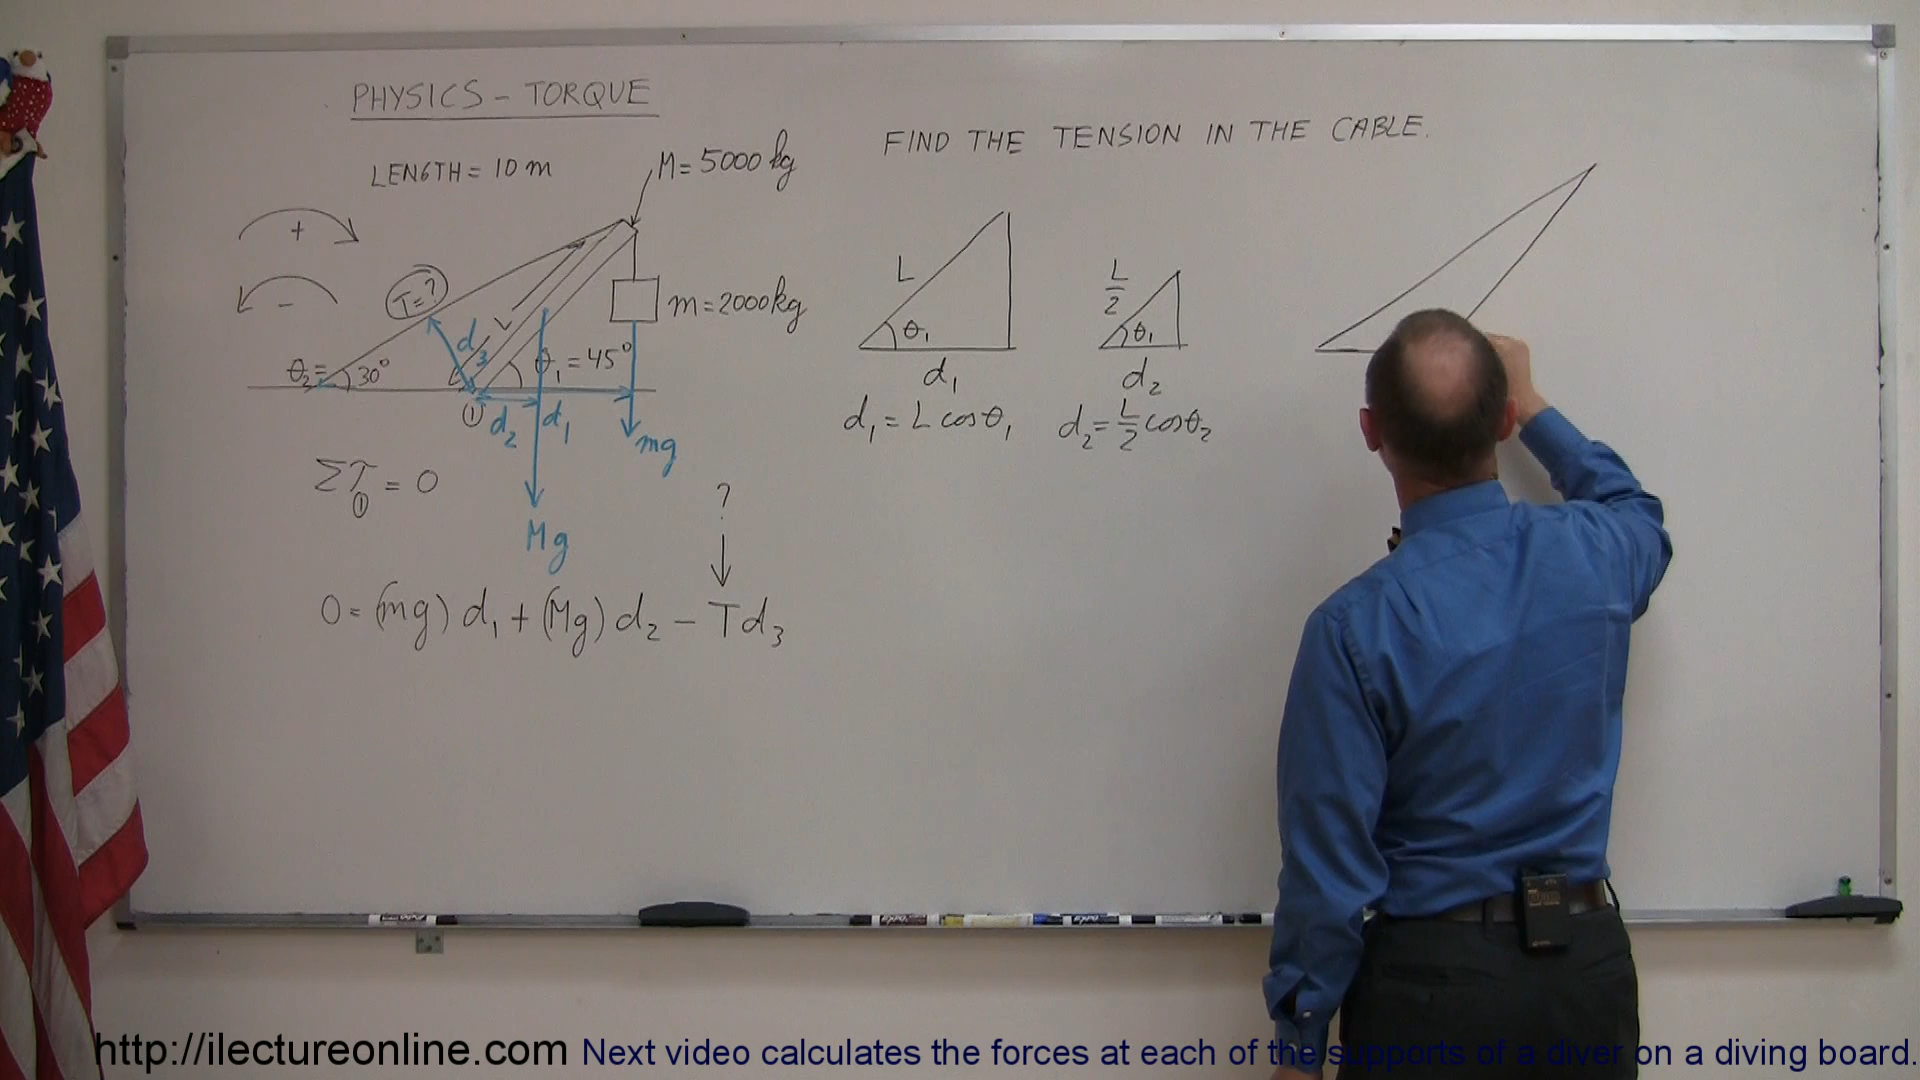 PHYSICS - TORQUE
FIND THE TENSION IN THE CABLE.
LENGTH = 10 m
M = 5000 kg
+
-
T = ?
m = 2000 kg
L
d₃
θ₂ = 30°
θ₁ = 45°
① d₂ d₁
mg
Mg
L
θ₁
d₁
d₁ = L cos θ₁
L/2
θ₁
d₂
d₂ = L/2 cos θ₂
Στ① = 0
?
0 = (mg) d₁ + (Mg) d₂ - T d₃
http://ilectureonline.com Next video calculates the forces at each of the supports of a diver on a diving board.